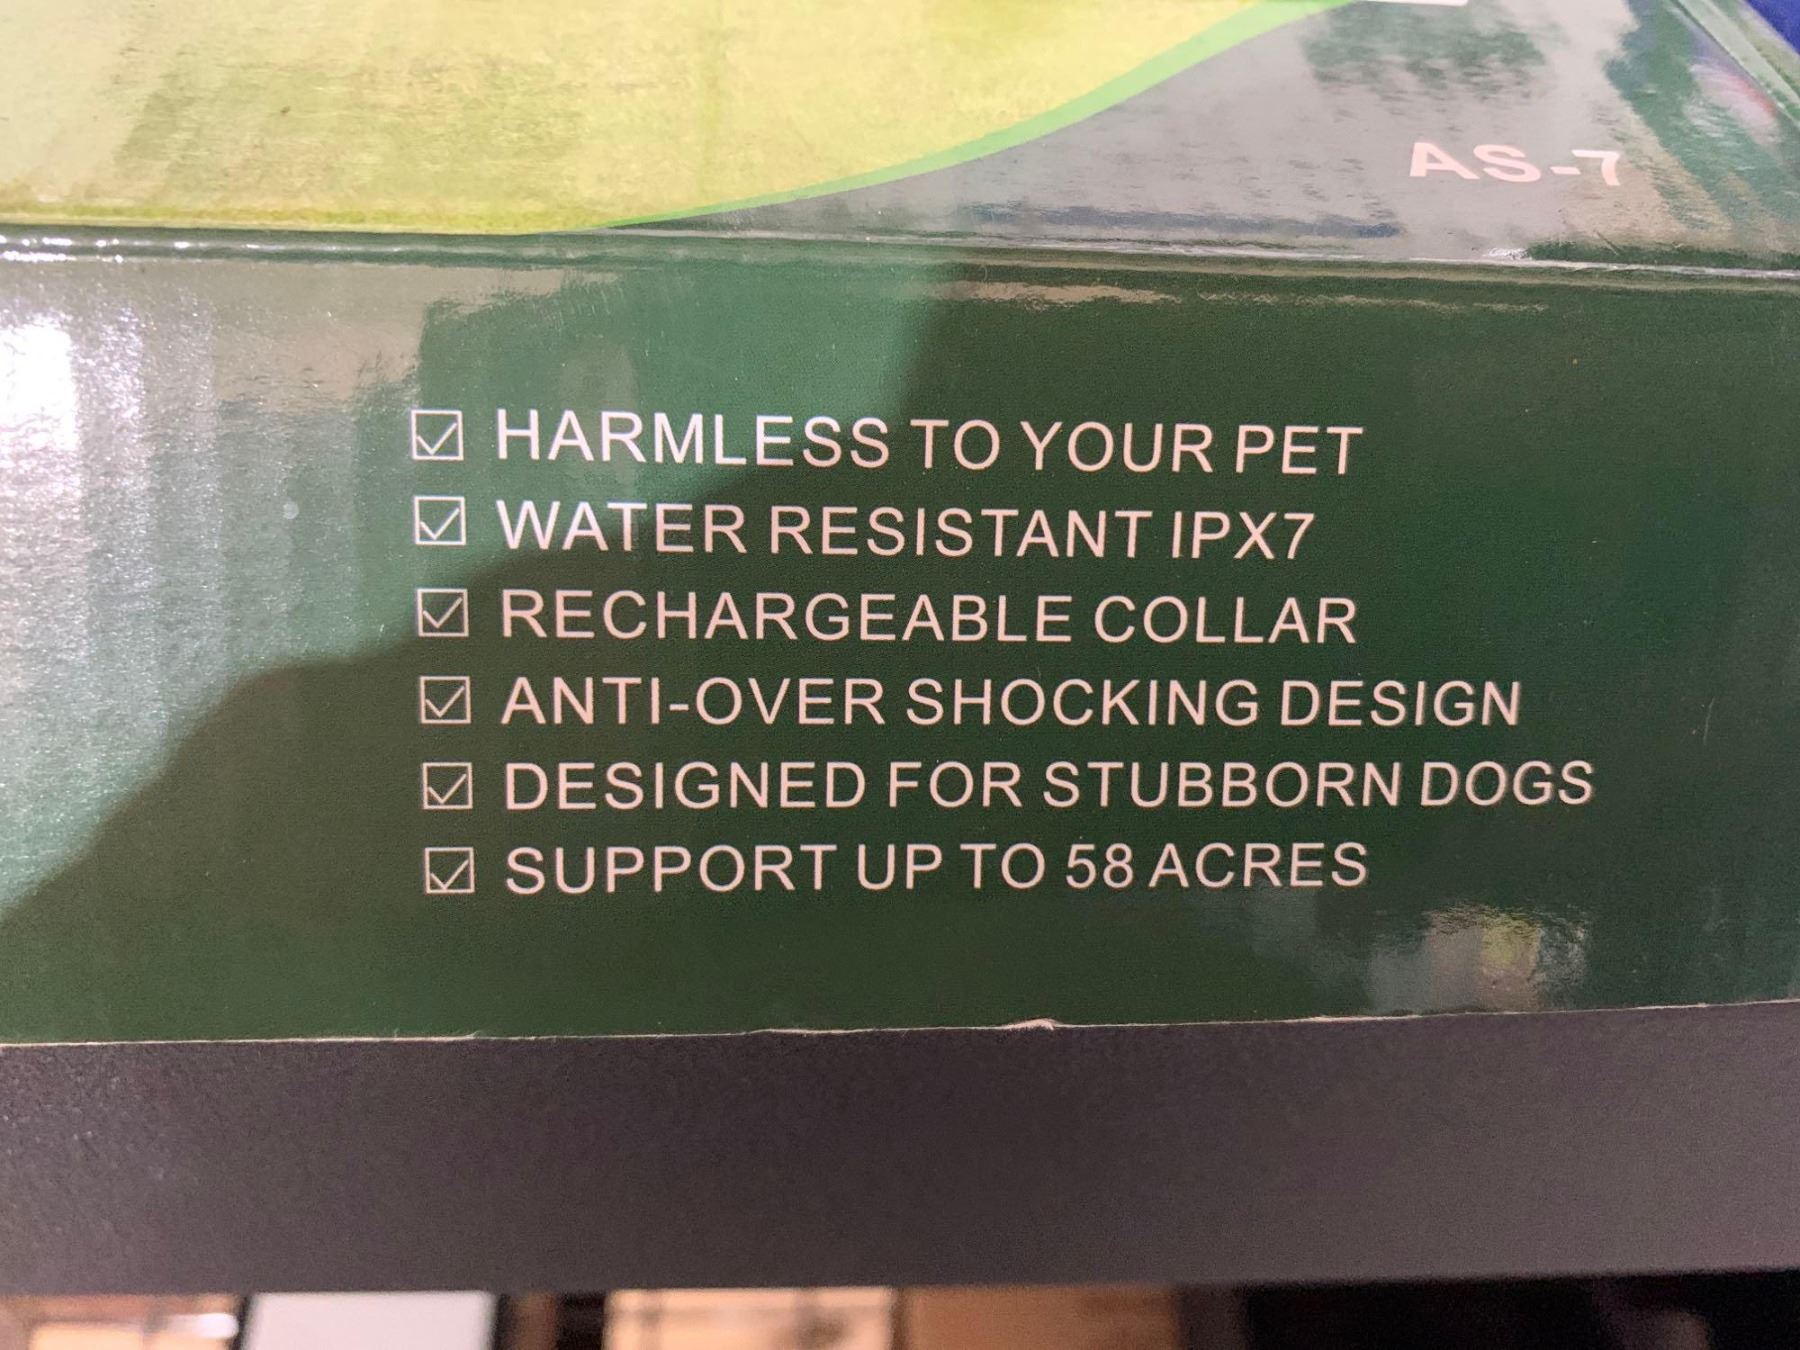 AS-7
☑ HARMLESS TO YOUR PET
☑ WATER RESISTANT IPX7
☑ RECHARGEABLE COLLAR
☑ ANTI-OVER SHOCKING DESIGN
☑ DESIGNED FOR STUBBORN DOGS
☑ SUPPORT UP TO 58 ACRES